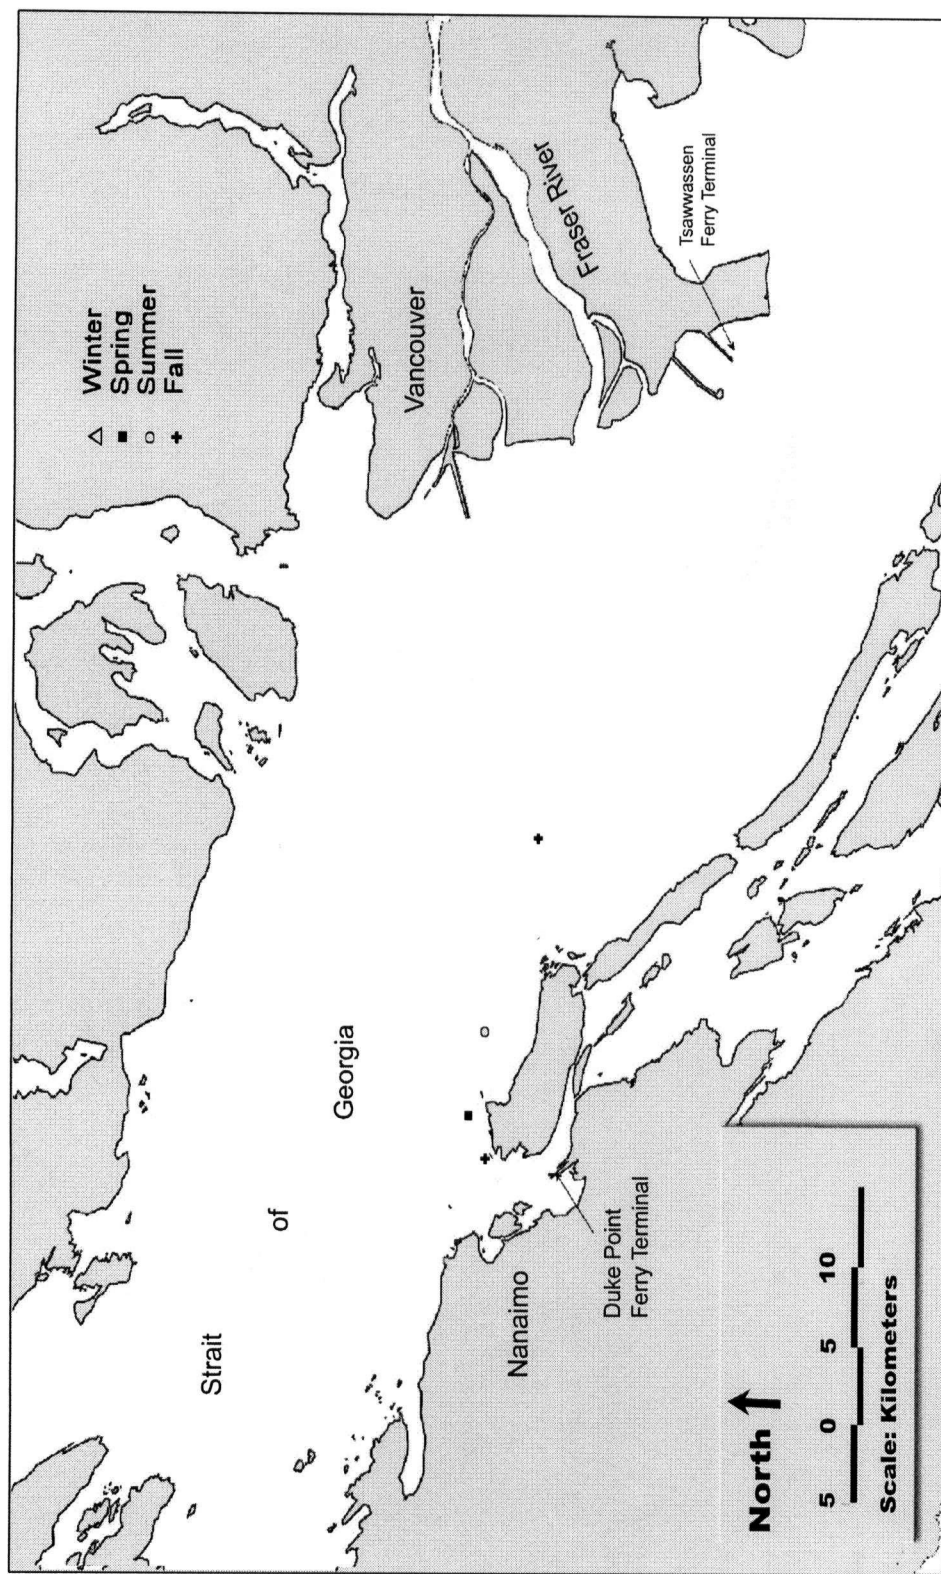 Winter
Spring
Summer
Fall
Strait
of
Georgia
Vancouver
Fraser River
Tsawwassen
Ferry Terminal
Nanaimo
Duke Point
Ferry Terminal
North
5 0 5 10
Scale: Kilometers